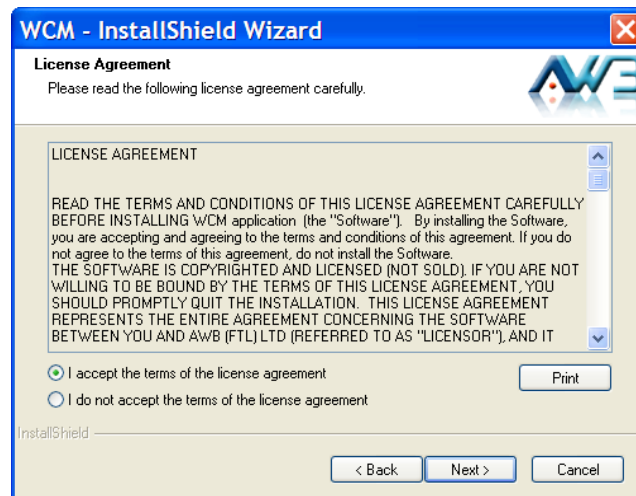 WCM - InstallShield Wizard
License Agreement
Please read the following license agreement carefully.
AWB
LICENSE AGREEMENT
READ THE TERMS AND CONDITIONS OF THIS LICENSE AGREEMENT CAREFULLY
BEFORE INSTALLING WCM application (the "Software").  By installing the Software,
you are accepting and agreeing to the terms and conditions of this agreement. If you do
not agree to the terms of this agreement, do not install the Software.
THE SOFTWARE IS COPYRIGHTED AND LICENSED (NOT SOLD). IF YOU ARE NOT
WILLING TO BE BOUND BY THE TERMS OF THIS LICENSE AGREEMENT, YOU
SHOULD PROMPTLY QUIT THE INSTALLATION.  THIS LICENSE AGREEMENT
REPRESENTS THE ENTIRE AGREEMENT CONCERNING THE SOFTWARE
BETWEEN YOU AND AWB (FTL) LTD (REFERRED TO AS "LICENSOR"), AND IT
I accept the terms of the license agreement
Print
I do not accept the terms of the license agreement
InstallShield
< Back Next > Cancel